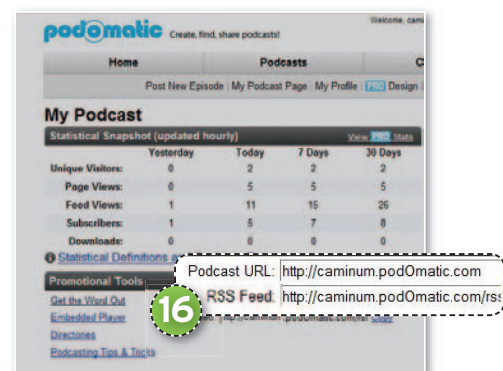 podomatic Create, find, share podcasts!
Welcome, cami
Home Podcasts C
Post New Episode | My Podcast Page | My Profile | PRO Design |
My Podcast
Statistical Snapshot (updated hourly) View PRO Stats
Yesterday Today 7 Days 30 Days
Unique Visitors: 0 2 2 2
Page Views: 0 5 5 5
Feed Views: 1 11 15 26
Subscribers: 1 5 7 8
Downloads: 0 0 0 0
Statistical Definitions a
Podcast URL: http://caminum.podOmatic.com
Promotional Tools
16 RSS Feed: http://caminum.podOmatic.com/rss
Get the Word Out
Embedded Player Copy
Directories
Podcasting Tips & Tricks